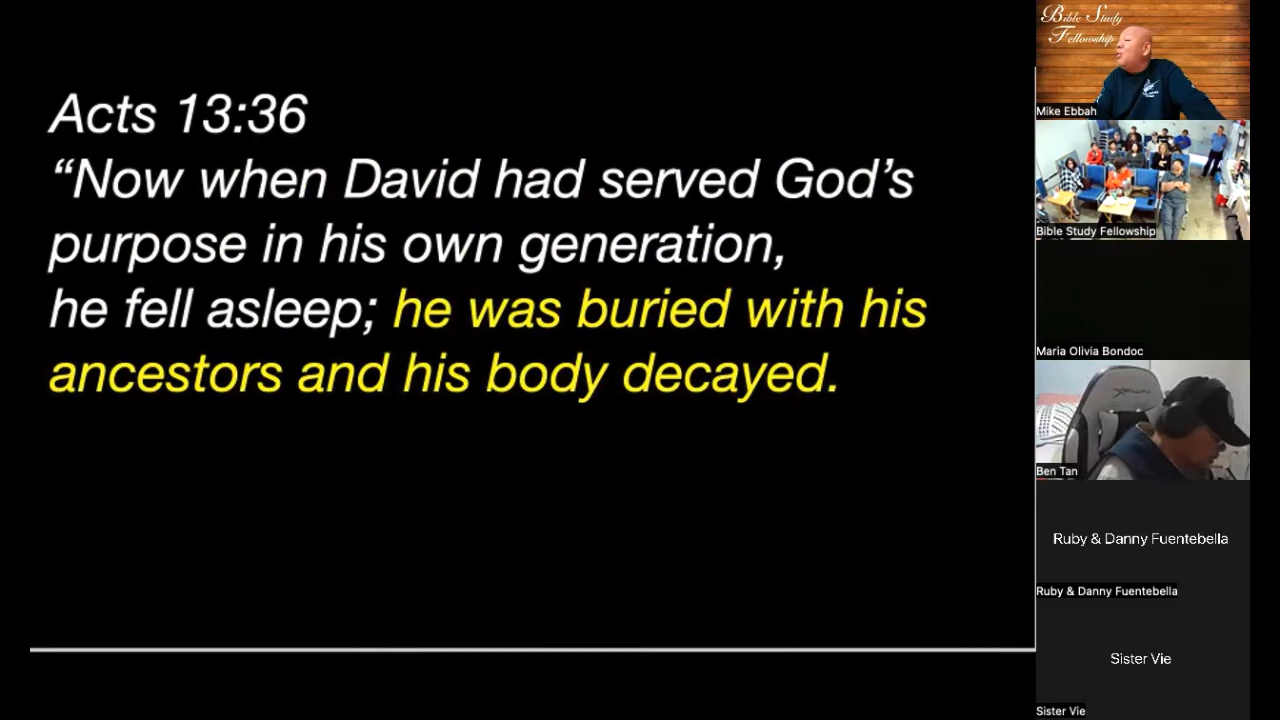 Acts 13:36
“Now when David had served God’s
purpose in his own generation,
he fell asleep; he was buried with his
ancestors and his body decayed.
Bible Study
Fellowship
Mike Ebbah
Bible Study Fellowship
Maria Olivia Bondoc
Ben Tan
Ruby & Danny Fuentebella
Ruby & Danny Fuentebella
Sister Vie
Sister Vie